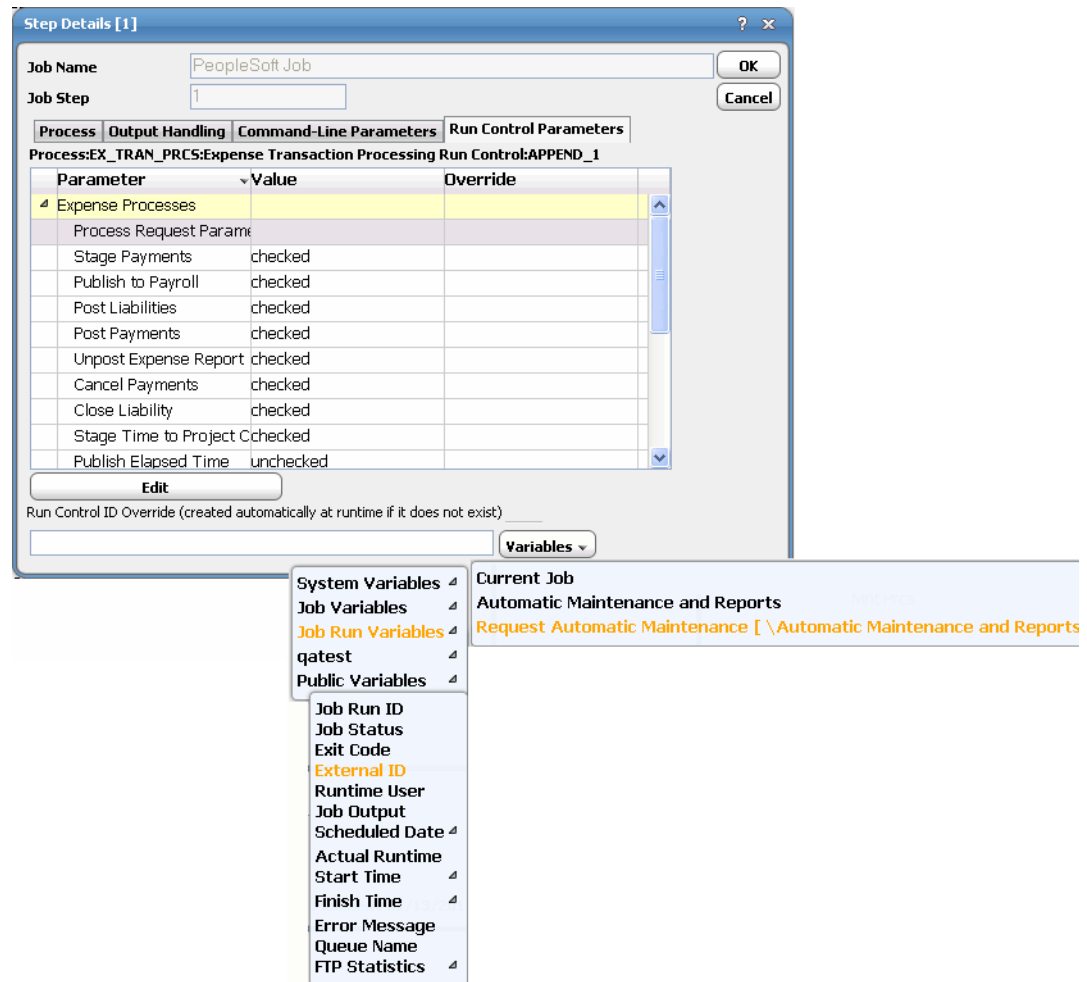 Step Details [1] ? x
Job Name PeopleSoft Job OK
Job Step 1 Cancel
Process Output Handling Command-Line Parameters Run Control Parameters
Process:EX_TRAN_PRCS:Expense Transaction Processing Run Control:APPEND_1
Parameter Value Override
Expense Processes
Process Request Parame
Stage Payments checked
Publish to Payroll checked
Post Liabilities checked
Post Payments checked
Unpost Expense Report checked
Cancel Payments checked
Close Liability checked
Stage Time to Project C checked
Publish Elapsed Time unchecked
Edit
Run Control ID Override (created automatically at runtime if it does not exist)
Variables
System Variables
Job Variables
Job Run Variables
qatest
Public Variables
Current Job
Automatic Maintenance and Reports
Request Automatic Maintenance [ \Automatic Maintenance and Reports
Job Run ID
Job Status
Exit Code
External ID
Runtime User
Job Output
Scheduled Date
Actual Runtime
Start Time
Finish Time
Error Message
Queue Name
FTP Statistics